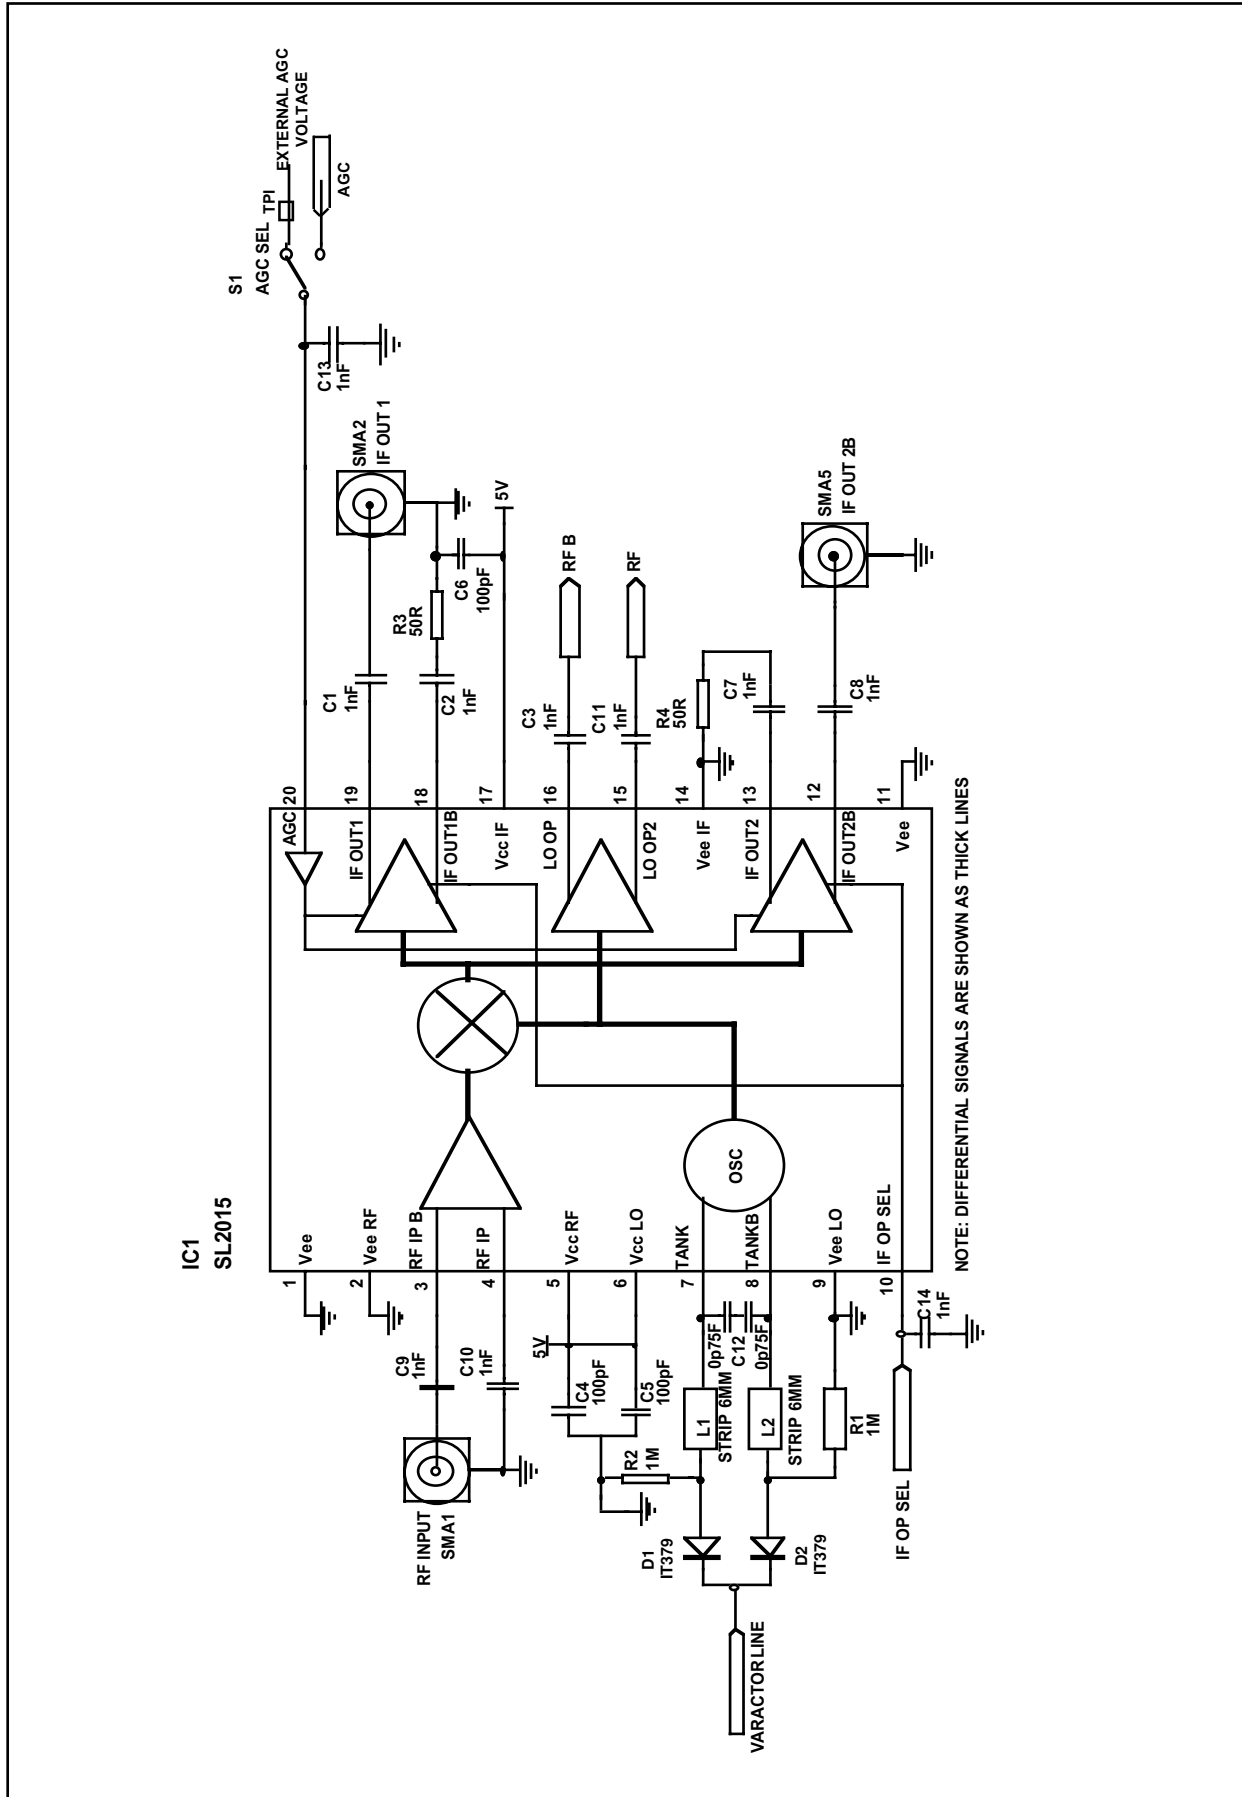 IC1
SL2015
1
Vee
2
Vee RF
3
RF IP B
4
RF IP
5
Vcc RF
6
Vcc LO
7
TANK
8
TANKB
9
Vee LO
10
IF OP SEL
AGC
20
IF OUT1
19
IF OUT1B
18
Vcc IF
17
LO OP
16
LO OP2
15
Vee IF
14
IF OUT2
13
IF OUT2B
12
Vee
11
OSC
RF INPUT
SMA1
C9
1nF
C10
1nF
5V
C4
100pF
C5
100pF
R2
1M
0p75F
C12
0p75F
L1
STRIP 6MM
L2
STRIP 6MM
R1
1M
D1
IT379
D2
IT379
VARACTOR LINE
IF OP SEL
C14
1nF
S1
AGC SEL
TPI
EXTERNAL AGC
VOLTAGE
AGC
C13
1nF
SMA2
IF OUT 1
C1
1nF
R3
50R
C2
1nF
C6
100pF
5V
C3
1nF
RF B
C11
1nF
RF
R4
50R
C7
1nF
C8
1nF
SMA5
IF OUT 2B
NOTE: DIFFERENTIAL SIGNALS ARE SHOWN AS THICK LINES